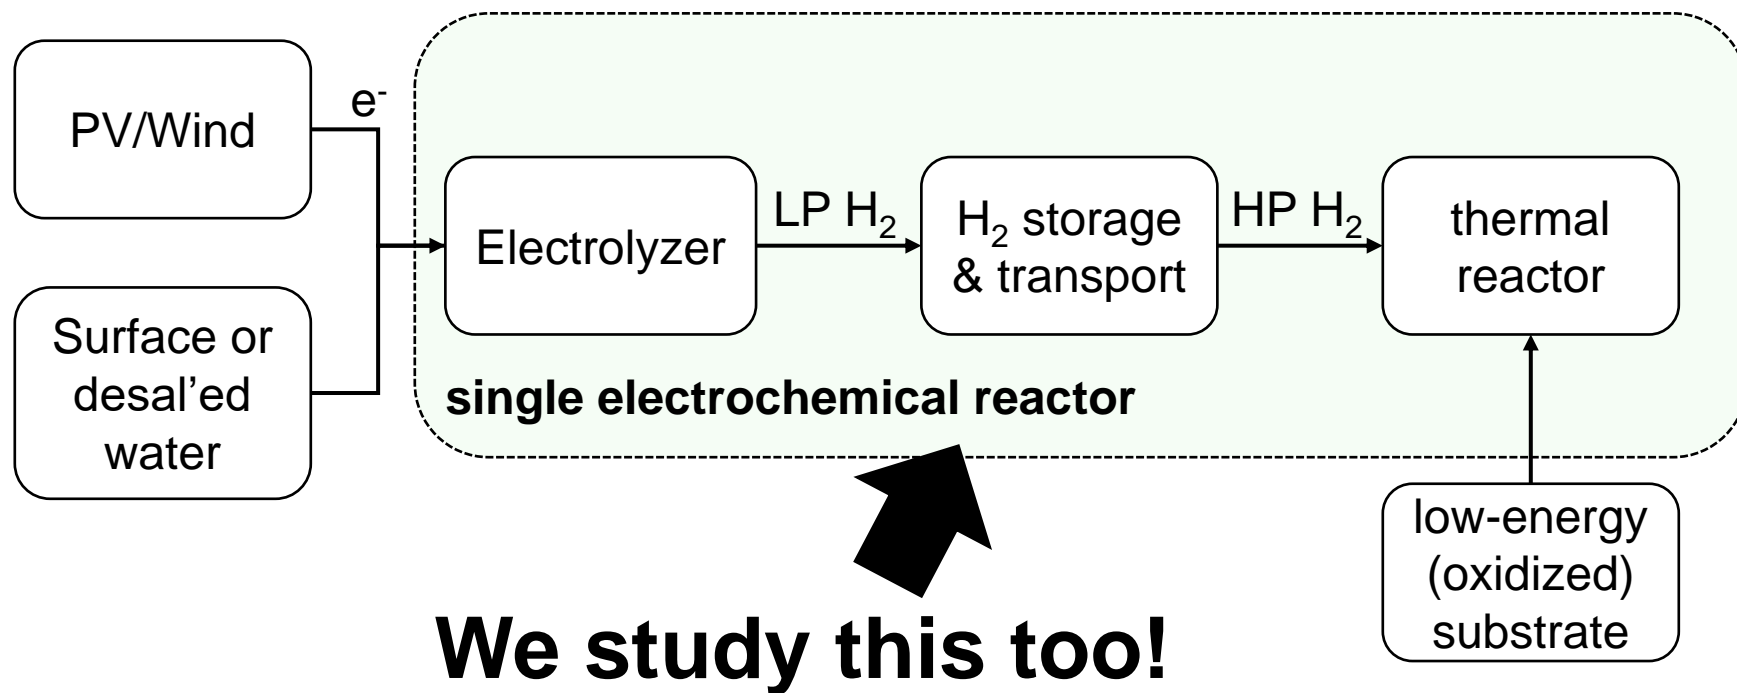 PV/Wind
e⁻
Surface or
desal’ed
water
Electrolyzer
LP H₂
H₂ storage
& transport
HP H₂
thermal
reactor
single electrochemical reactor
low-energy
(oxidized)
substrate
We study this too!